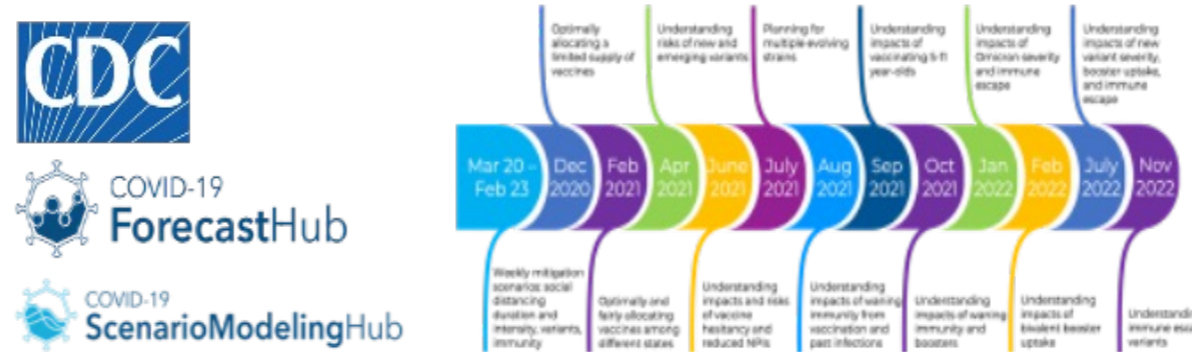 CDC
COVID-19
ForecastHub
COVID-19
ScenarioModelingHub
Optimally
allocating a
limited supply of
vaccines
Understanding
risks of new and
emerging variants
Planning for
multiple evolving
strains
Understanding
impacts of
vaccinating 5-11
year-olds
Understanding
impacts of
Omicron severity
and immune
escape
Understanding
impacts of new
variant severity,
booster uptake,
and immune
escape
Mar 20 –
Feb 23
Dec
2020
Feb
2021
Apr
2021
June
2021
July
2021
Aug
2021
Sep
2021
Oct
2021
Jan
2022
Feb
2022
July
2022
Nov
2022
Weekly mitigation
scenarios: social
distancing
duration and
intensity, variants,
immunity
Optimally and
fairly allocating
vaccines among
different states
Understanding
impacts and risks
of vaccine
hesitancy and
reduced NPIs
Understanding
impacts of waning
immunity from
vaccination and
past infections
Understanding
impacts of waning
immunity and
boosters
Understanding
impacts of
bivalent booster
uptake
immune
variants